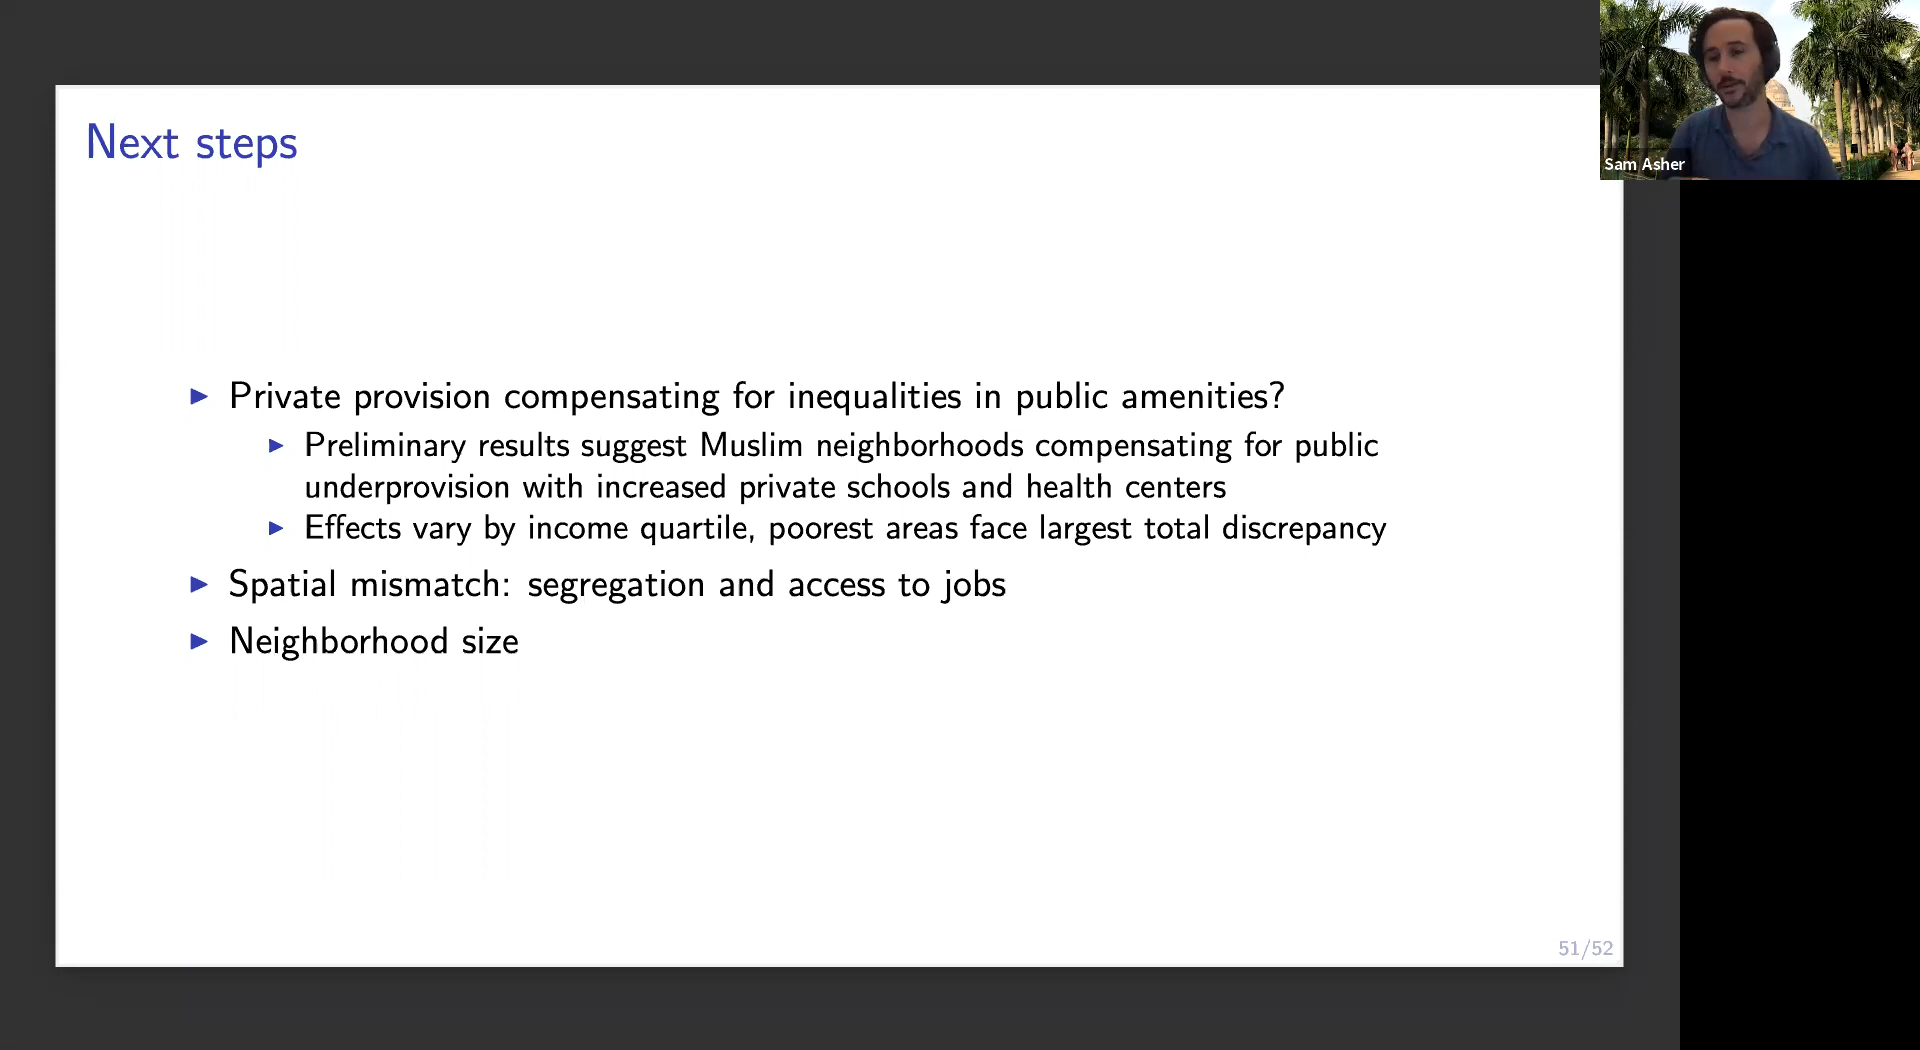 Next steps
Sam Asher
▶ Private provision compensating for inequalities in public amenities?
▶ Preliminary results suggest Muslim neighborhoods compensating for public
underprovision with increased private schools and health centers
▶ Effects vary by income quartile, poorest areas face largest total discrepancy
▶ Spatial mismatch: segregation and access to jobs
▶ Neighborhood size
51/52